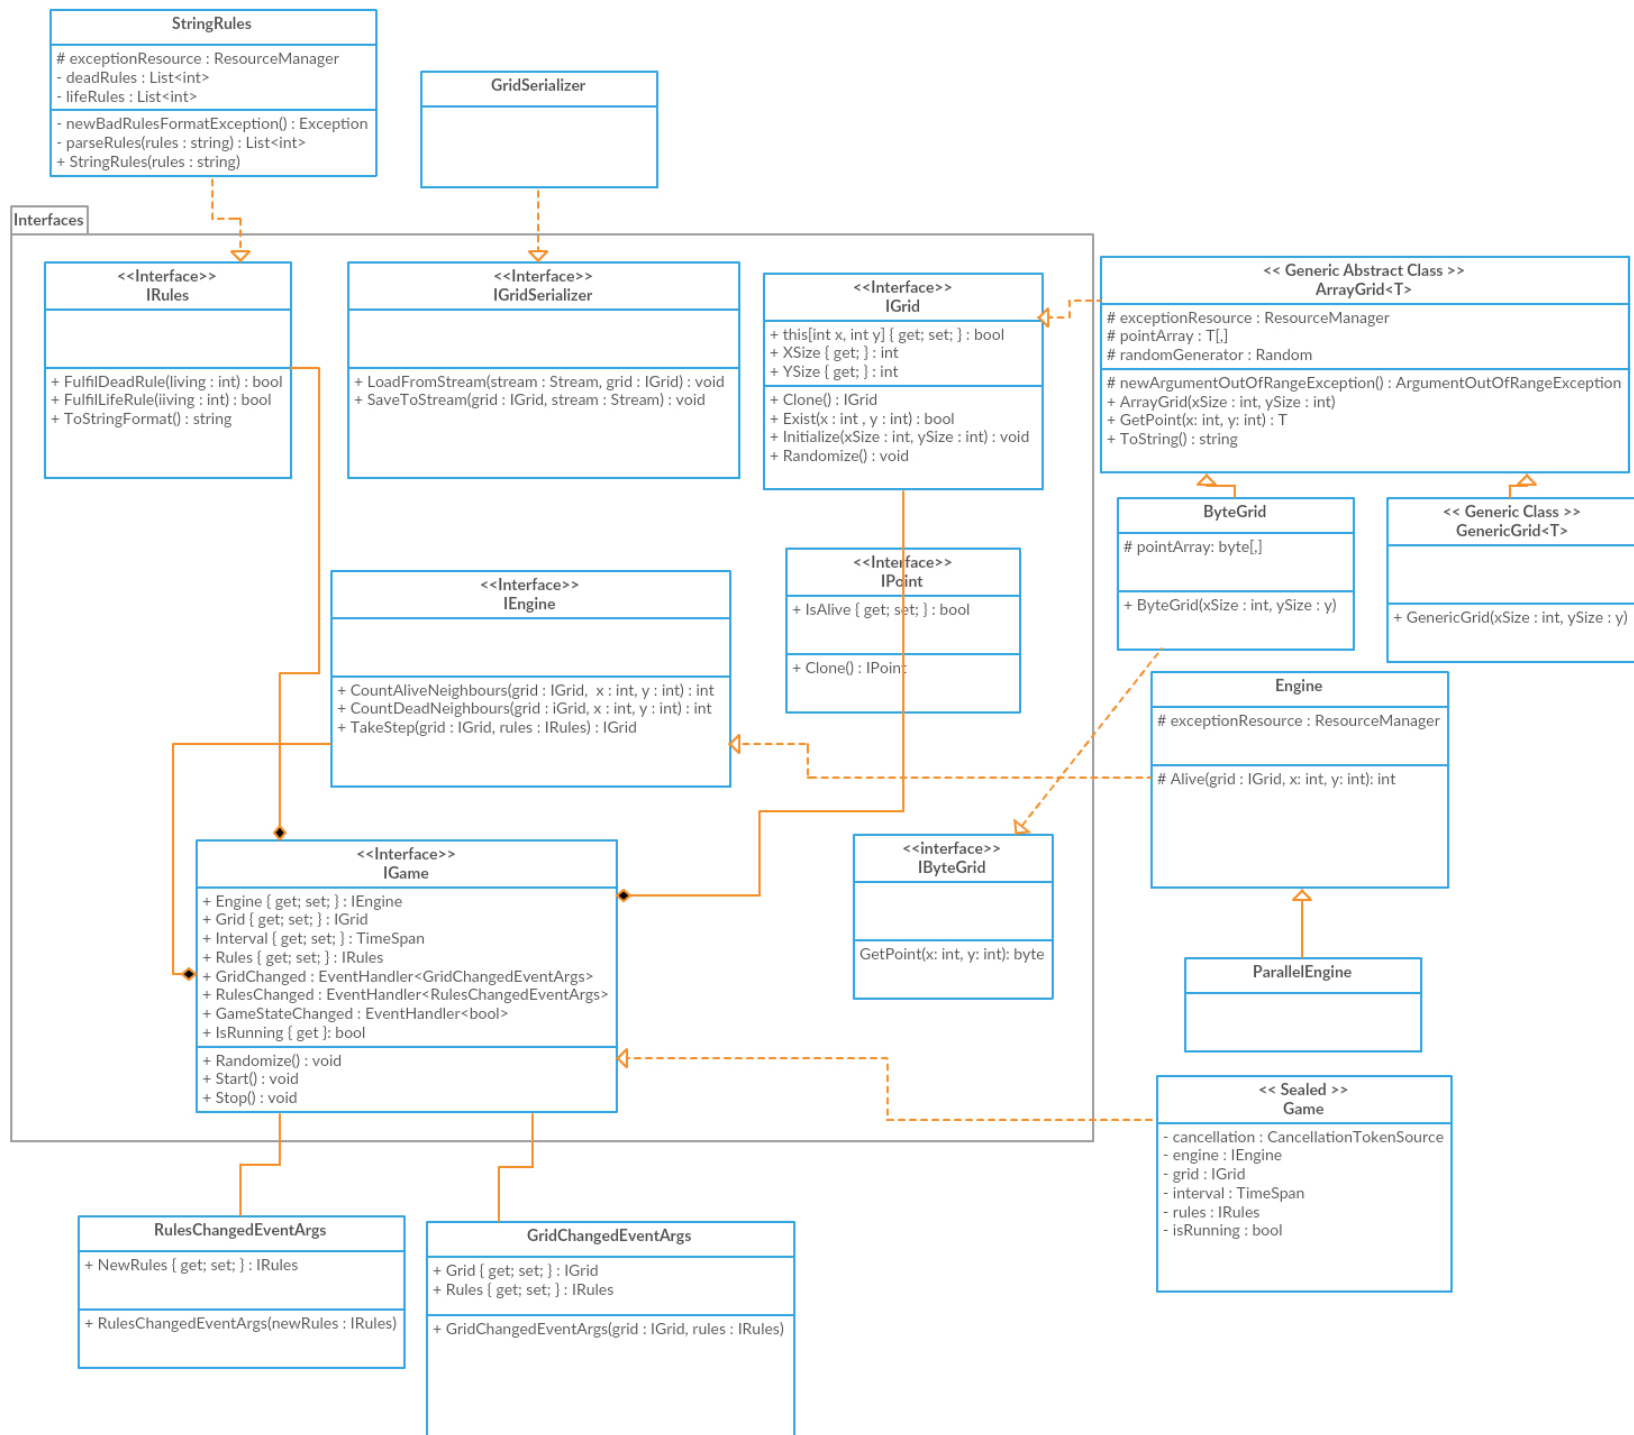 StringRules
# exceptionResource : ResourceManager
- deadRules : List<int>
- lifeRules : List<int>
- newBadRulesFormatException() : Exception
- parseRules(rules : string) : List<int>
+ StringRules(rules : string)
GridSerializer
Interfaces
<<Interface>>
IRules
+ FulfilDeadRule(living : int) : bool
+ FulfilLifeRule(iiving : int) : bool
+ ToStringFormat() : string
<<Interface>>
IGridSerializer
+ LoadFromStream(stream : Stream, grid : IGrid) : void
+ SaveToStream(grid : IGrid, stream : Stream) : void
<<Interface>>
IGrid
+ this[int x, int y] { get; set; } : bool
+ XSize { get; } : int
+ YSize { get; } : int
+ Clone() : IGrid
+ Exist(x : int , y : int) : bool
+ Initialize(xSize : int, ySize : int) : void
+ Randomize() : void
<< Generic Abstract Class >>
ArrayGrid<T>
# exceptionResource : ResourceManager
# pointArray : T[,]
# randomGenerator : Random
# newArgumentOutOfRangeException() : ArgumentOutOfRangeException
+ ArrayGrid(xSize : int, ySize : int)
+ GetPoint(x: int, y: int) : T
+ ToString() : string
ByteGrid
# pointArray: byte[,]
+ ByteGrid(xSize : int, ySize : y)
<< Generic Class >>
GenericGrid<T>
+ GenericGrid(xSize : int, ySize : y)
<<Interface>>
IPoint
+ IsAlive { get; set; } : bool
+ Clone() : IPoint
<<Interface>>
IEngine
+ CountAliveNeighbours(grid : IGrid,  x : int, y : int) : int
+ CountDeadNeighbours(grid : iGrid, x : int, y : int) : int
+ TakeStep(grid : IGrid, rules : IRules) : IGrid
Engine
# exceptionResource : ResourceManager
# Alive(grid : IGrid, x: int, y: int): int
<<Interface>>
IGame
+ Engine { get; set; } : IEngine
+ Grid { get; set; } : IGrid
+ Interval { get; set; } : TimeSpan
+ Rules { get; set; } : IRules
+ GridChanged : EventHandler<GridChangedEventArgs>
+ RulesChanged : EventHandler<RulesChangedEventArgs>
+ GameStateChanged : EventHandler<bool>
+ IsRunning { get }: bool
+ Randomize() : void
+ Start() : void
+ Stop() : void
<<interface>>
IByteGrid
GetPoint(x: int, y: int): byte
ParallelEngine
<< Sealed >>
Game
- cancellation : CancellationTokenSource
- engine : IEngine
- grid : IGrid
- interval : TimeSpan
- rules : IRules
- isRunning : bool
RulesChangedEventArgs
+ NewRules { get; set; } : IRules
+ RulesChangedEventArgs(newRules : IRules)
GridChangedEventArgs
+ Grid { get; set; } : IGrid
+ Rules { get; set; } : IRules
+ GridChangedEventArgs(grid : IGrid, rules : IRules)